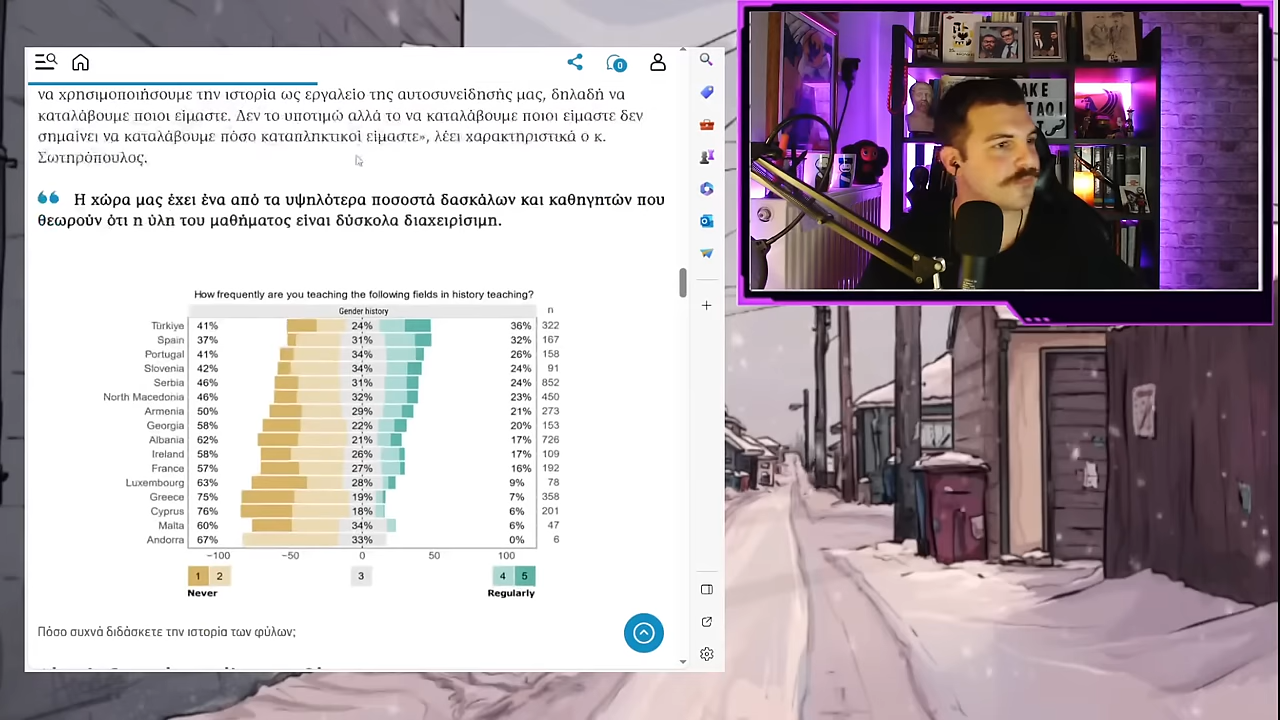 0
να χρησιμοποιήσουμε την ιστορία ως εργαλείο της αυτοσυνείδησής μας, δηλαδή να
καταλάβουμε ποιοι είμαστε. Δεν το υποτιμώ αλλά το να καταλάβουμε ποιοι είμαστε δεν
σημαίνει να καταλάβουμε πόσο καταπληκτικοί είμαστε», λέει χαρακτηριστικά ο κ.
Σωτηρόπουλος.
Η χώρα μας έχει ένα από τα υψηλότερα ποσοστά δασκάλων και καθηγητών που
θεωρούν ότι η ύλη του μαθήματος είναι δύσκολα διαχειρίσιμη.
How frequently are you teaching the following fields in history teaching?
Gender history n
Türkiye 41% 24% 36% 322
Spain 37% 31% 32% 167
Portugal 41% 34% 26% 158
Slovenia 42% 34% 24% 91
Serbia 46% 31% 24% 852
North Macedonia 46% 32% 23% 450
Armenia 50% 29% 21% 273
Georgia 58% 22% 20% 153
Albania 62% 21% 17% 726
Ireland 58% 26% 17% 109
France 57% 27% 16% 192
Luxembourg 63% 28% 9% 78
Greece 75% 19% 7% 358
Cyprus 76% 18% 6% 201
Malta 60% 34% 6% 47
Andorra 67% 33% 0% 6
−100 −50 0 50 100
1 2 3 4 5
Never Regularly
Πόσο συχνά διδάσκετε την ιστορία των φύλων;